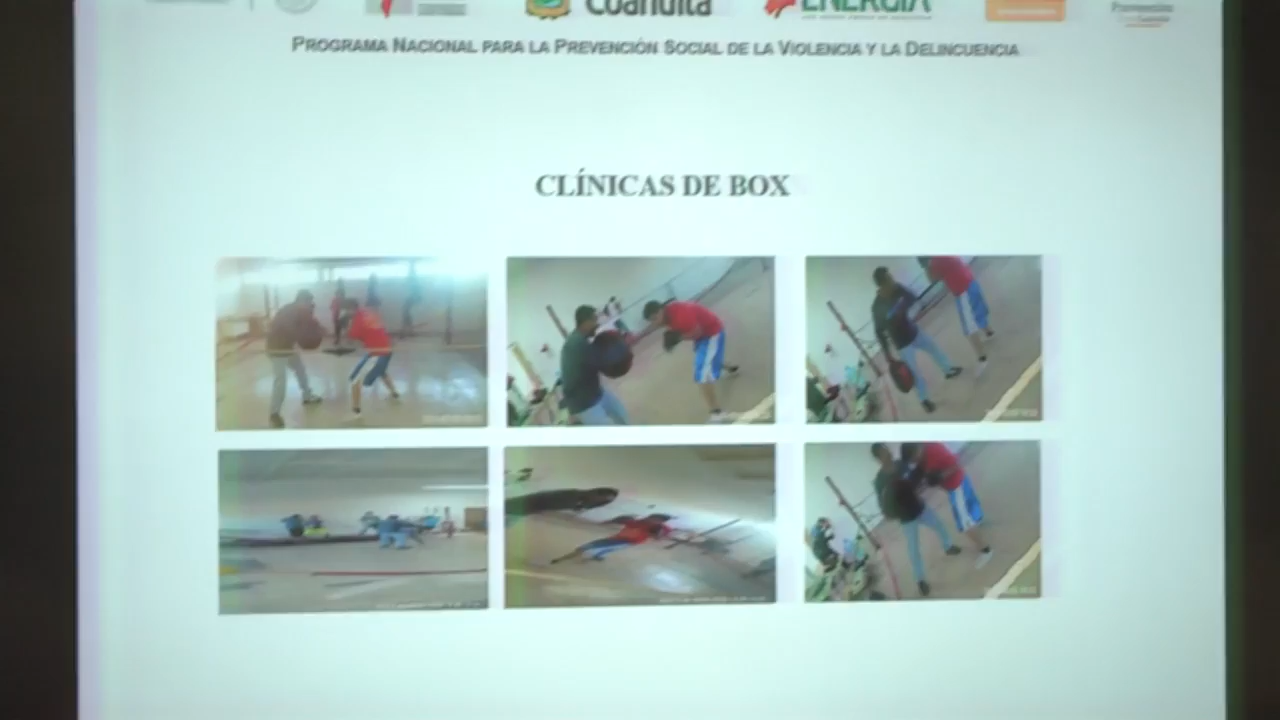 Coahuila
ENERGÍA
PROGRAMA NACIONAL PARA LA PREVENCIÓN SOCIAL DE LA VIOLENCIA Y LA DELINCUENCIA
CLÍNICAS DE BOX